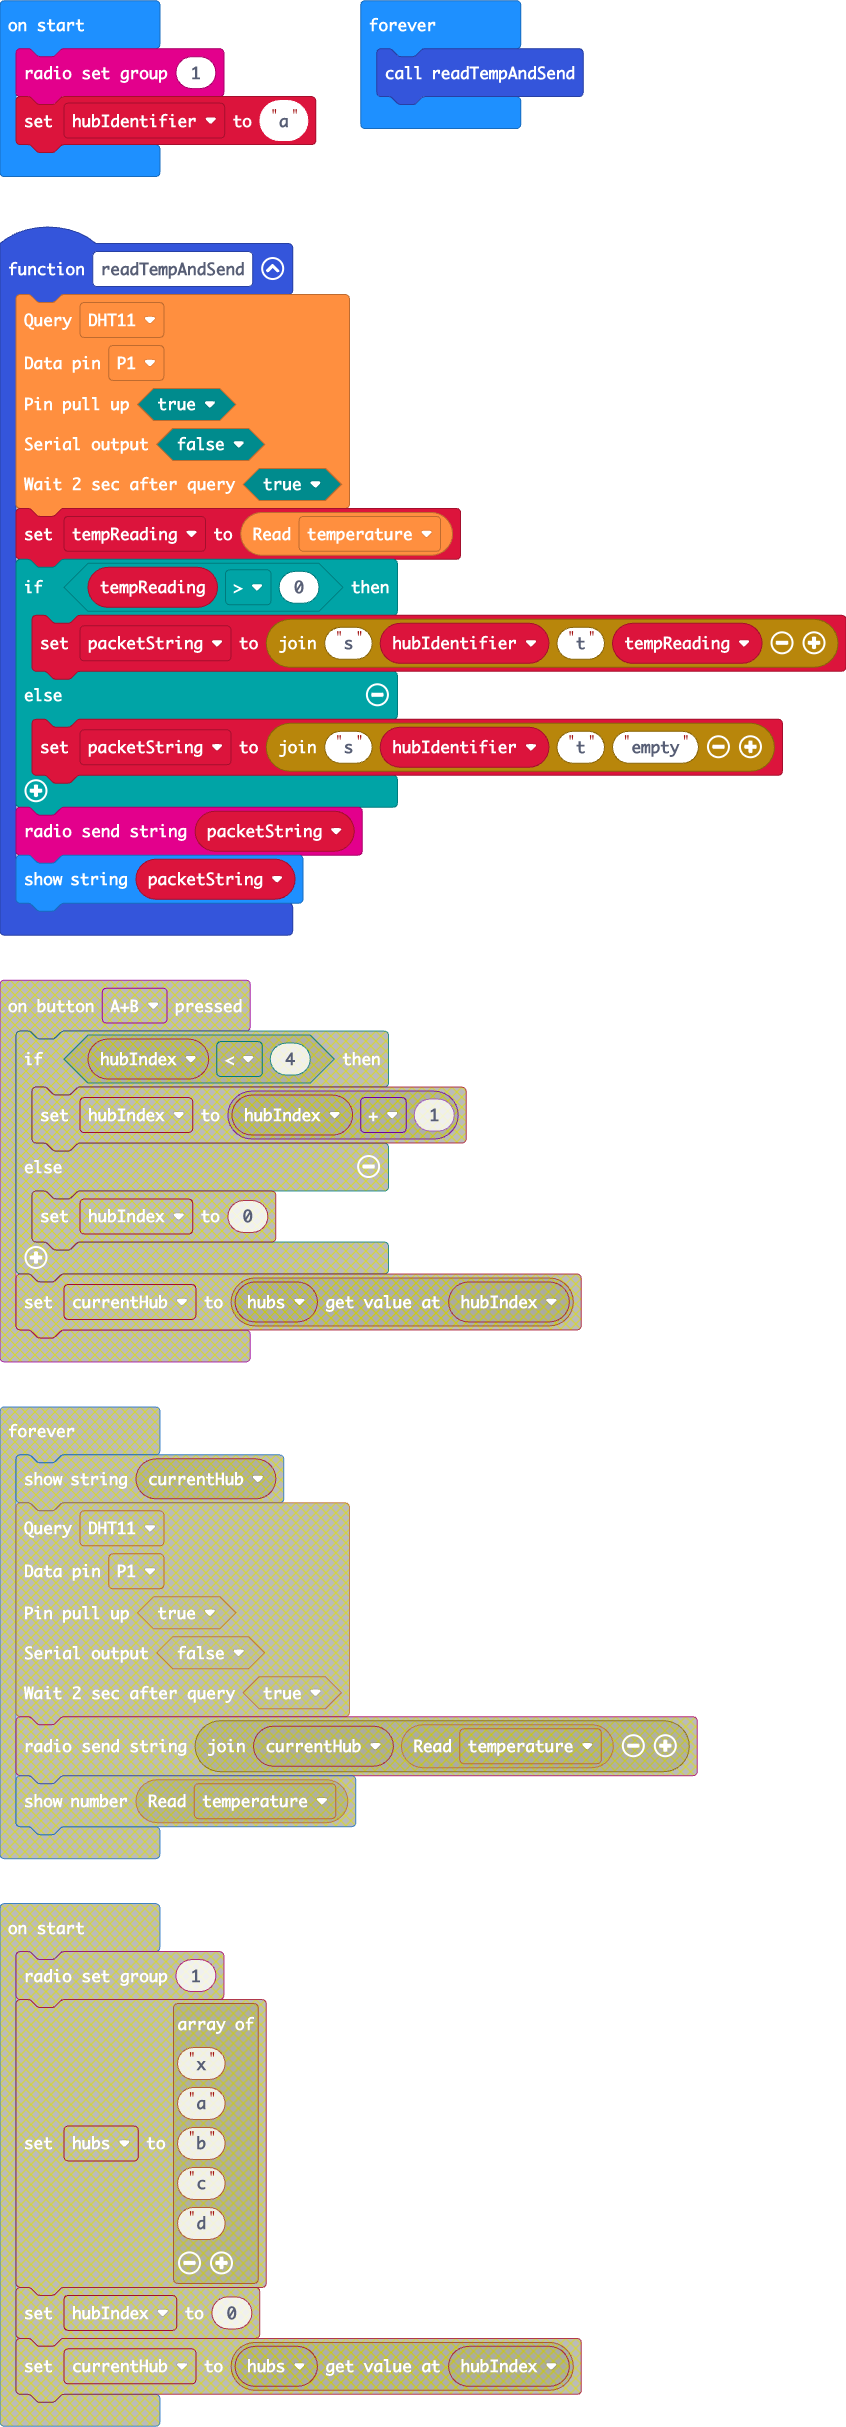 on start
radio set group 1
set hubIdentifier to "a"
forever
call readTempAndSend
function readTempAndSend
Query DHT11
Data pin P1
Pin pull up true
Serial output false
Wait 2 sec after query true
set tempReading to Read temperature
if tempReading > 0 then
set packetString to join "s" hubIdentifier "t" tempReading
else
set packetString to join "s" hubIdentifier "t" "empty"
radio send string packetString
show string packetString
on button A+B pressed
if hubIndex < 4 then
set hubIndex to hubIndex + 1
else
set hubIndex to 0
set currentHub to hubs get value at hubIndex
forever
show string currentHub
Query DHT11
Data pin P1
Pin pull up true
Serial output false
Wait 2 sec after query true
radio send string join currentHub Read temperature
show number Read temperature
on start
radio set group 1
array of
"x"
"a"
set hubs to "b"
"c"
"d"
set hubIndex to 0
set currentHub to hubs get value at hubIndex